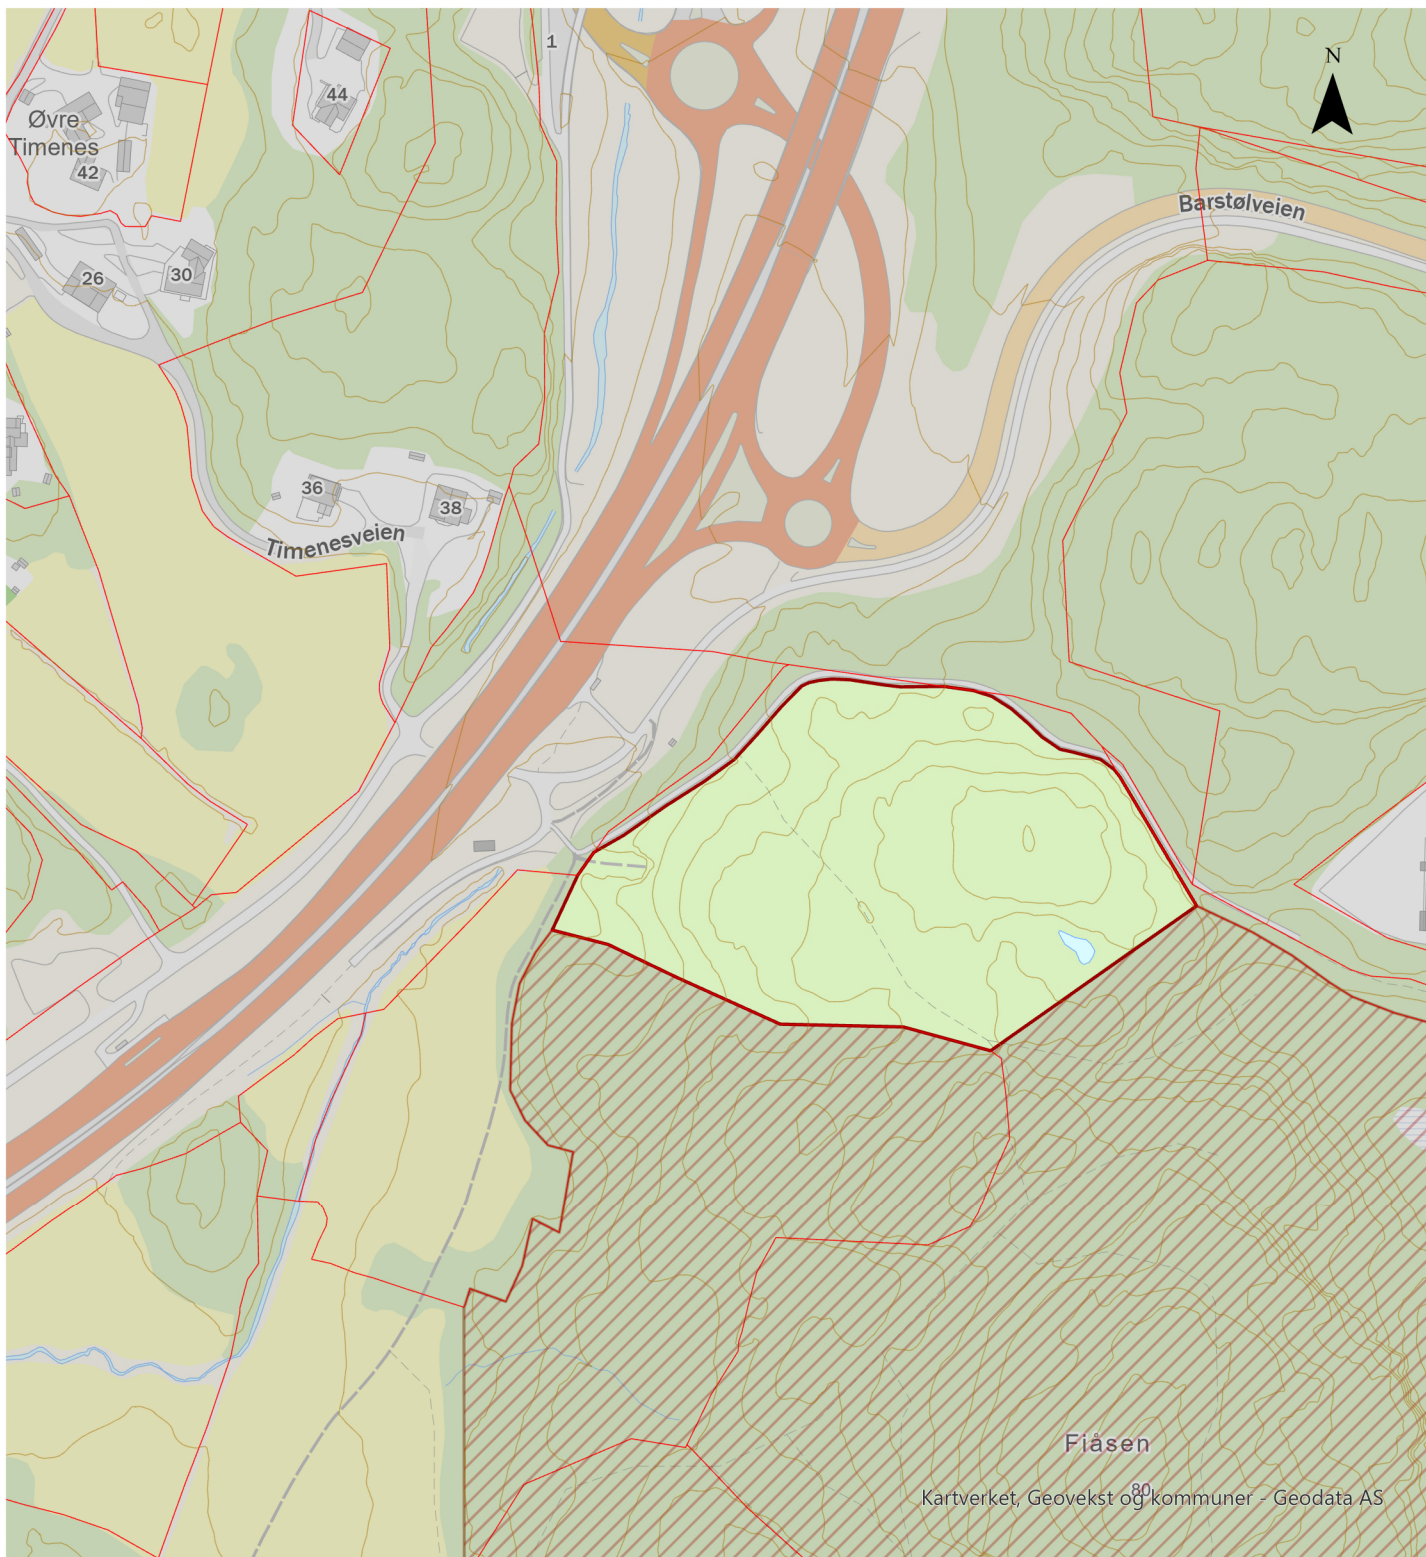 1
N
44
Øvre
Timenes
42
Barstølveien
26
30
36
38
Timenesveien
Fiåsen
80
Kartverket, Geovekst og kommuner - Geodata AS